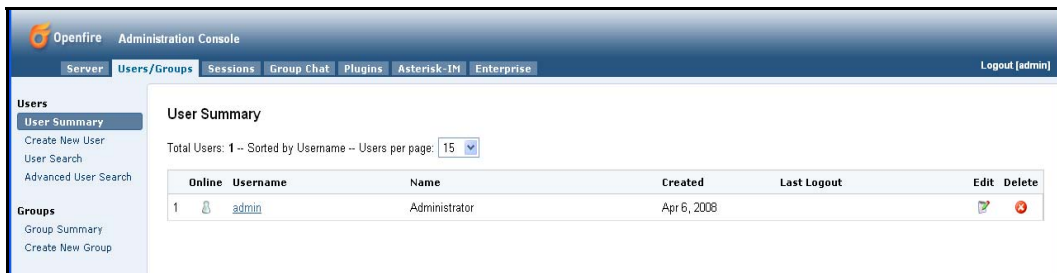 Openfire Administration Console
Server Users/Groups Sessions Group Chat Plugins Asterisk-IM Enterprise Logout [admin]
Users
User Summary
Create New User
User Search
Advanced User Search
Groups
Group Summary
Create New Group
User Summary
Total Users: 1 -- Sorted by Username -- Users per page: 15
Online Username Name Created Last Logout Edit Delete
1 admin Administrator Apr 6, 2008